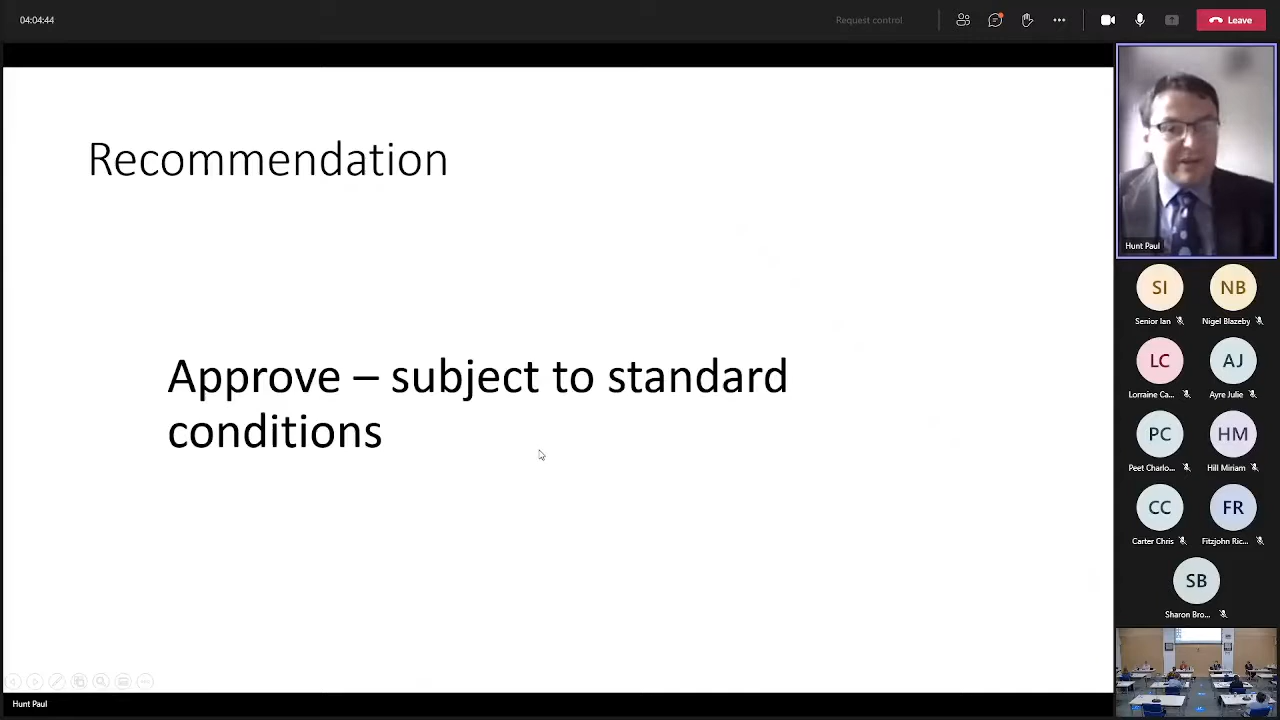 04:04:44
Request control
Leave
Recommendation
Approve – subject to standard
conditions
Hunt Paul
SI
NB
Senior Ian
Nigel Blazeby
LC
AJ
Lorraine Ca...
Ayre Julie
PC
HM
Peet Charlo...
Hill Miriam
CC
FR
Carter Chris
Fitzjohn Ric...
SB
Sharon Bro...
Hunt Paul